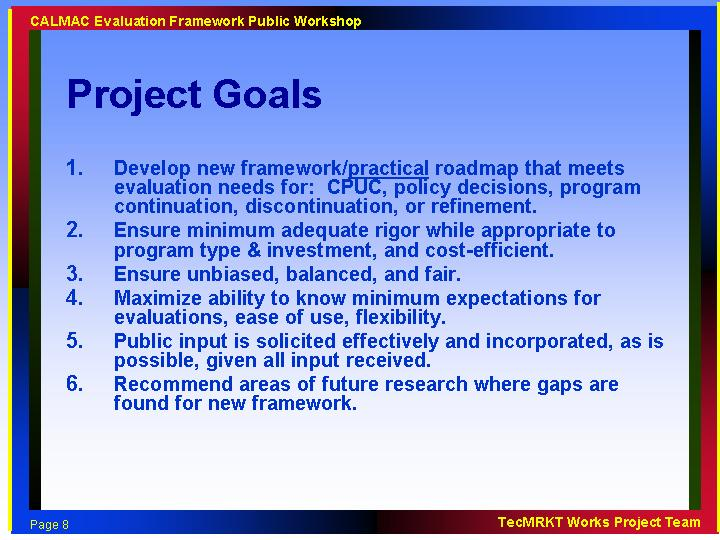 CALMAC Evaluation Framework Public Workshop
Project Goals
1. Develop new framework/practical roadmap that meets
evaluation needs for: CPUC, policy decisions, program
continuation, discontinuation, or refinement.
2. Ensure minimum adequate rigor while appropriate to
program type & investment, and cost-efficient.
3. Ensure unbiased, balanced, and fair.
4. Maximize ability to know minimum expectations for
evaluations, ease of use, flexibility.
5. Public input is solicited effectively and incorporated, as is
possible, given all input received.
6. Recommend areas of future research where gaps are
found for new framework.
Page 8
TecMRKT Works Project Team